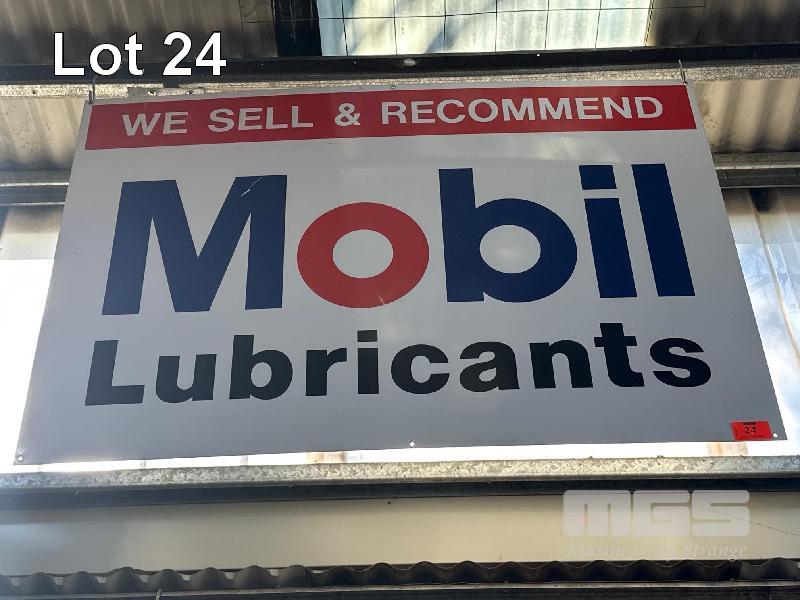 Lot 24
WE SELL & RECOMMEND
Mobil
Lubricants
24
MGS
Mason Gray Strange